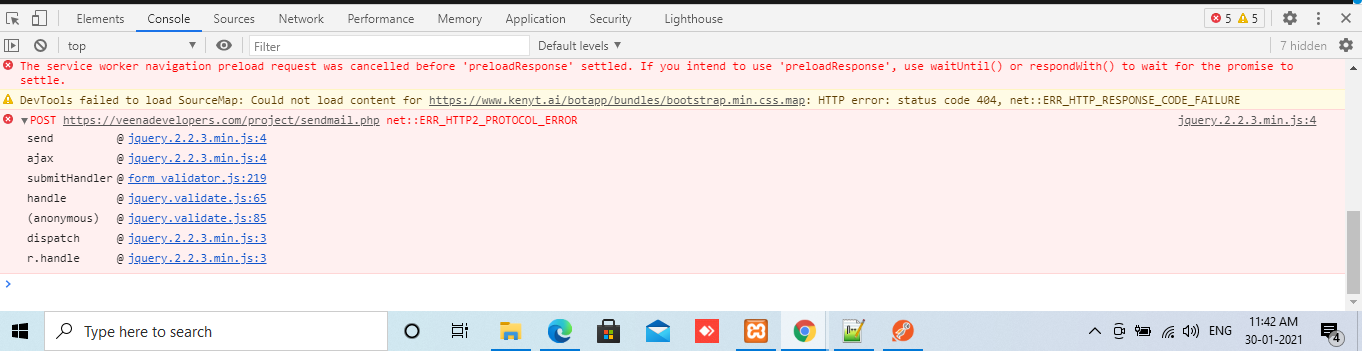 Elements Console Sources Network Performance Memory Application Security Lighthouse 5 5
top Filter Default levels 7 hidden
The service worker navigation preload request was cancelled before 'preloadResponse' settled. If you intend to use 'preloadResponse', use waitUntil() or respondWith() to wait for the promise to
settle.
DevTools failed to load SourceMap: Could not load content for https://www.kenyt.ai/botapp/bundles/bootstrap.min.css.map: HTTP error: status code 404, net::ERR_HTTP_RESPONSE_CODE_FAILURE
▼POST https://veenadevelopers.com/project/sendmail.php net::ERR_HTTP2_PROTOCOL_ERROR jquery.2.2.3.min.js:4
send @ jquery.2.2.3.min.js:4
ajax @ jquery.2.2.3.min.js:4
submitHandler @ form_validator.js:219
handle @ jquery.validate.js:65
(anonymous) @ jquery.validate.js:85
dispatch @ jquery.2.2.3.min.js:3
r.handle @ jquery.2.2.3.min.js:3
>
Type here to search ENG 11:42 AM
30-01-2021 4